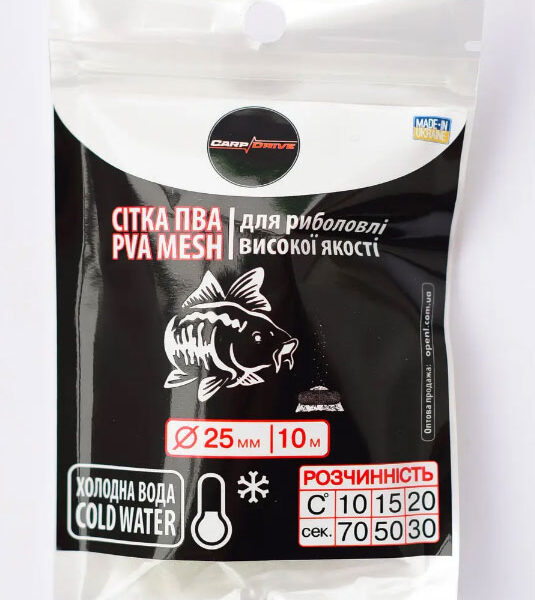 CARP DRIVE
MADE IN
UKRAINE
СІТКА ПВА
PVA MESH
для риболовлі
високої якості
Оптова продажа: openl.com.ua
Ø 25 мм | 10 м
ХОЛОДНА ВОДА
COLD WATER
РОЗЧИННІСТЬ
C° 10 15 20
сек. 70 50 30